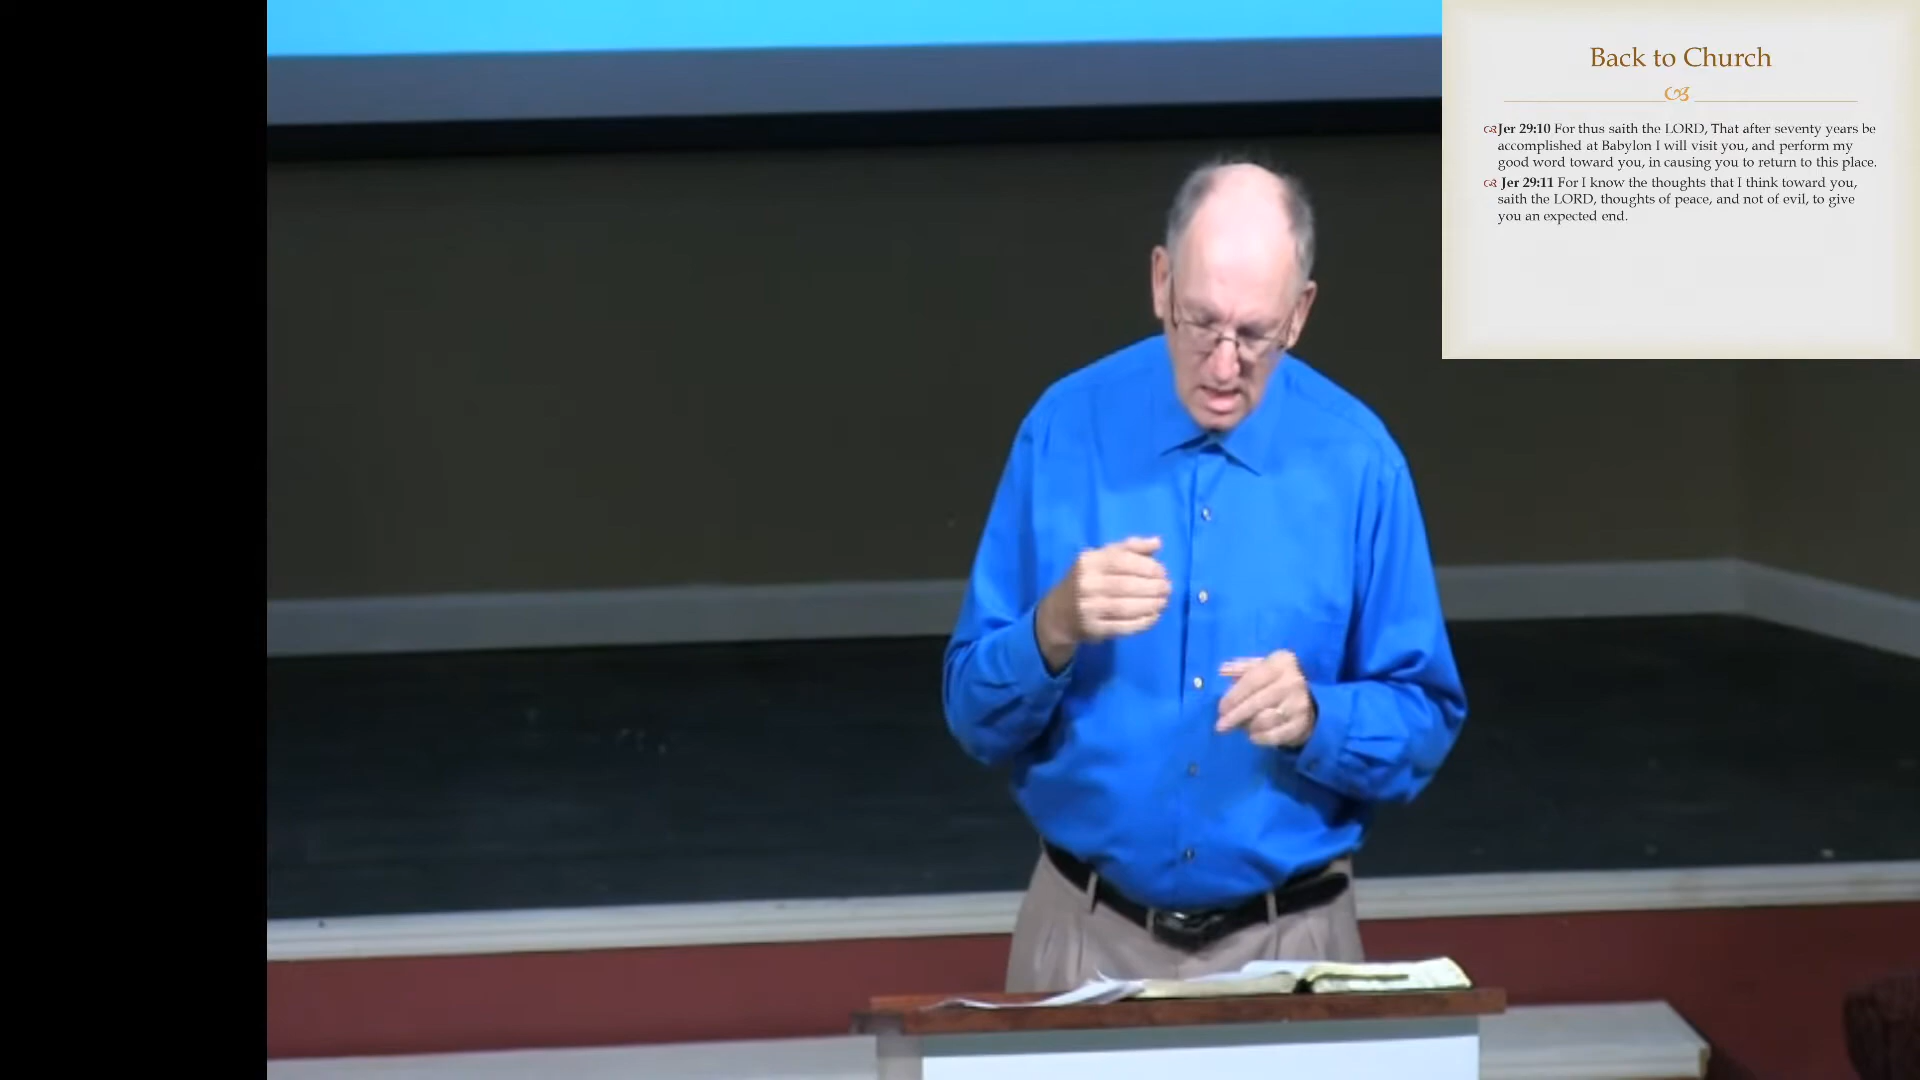 Back to Church
Jer 29:10 For thus saith the LORD, That after seventy years be
accomplished at Babylon I will visit you, and perform my
good word toward you, in causing you to return to this place.
Jer 29:11 For I know the thoughts that I think toward you,
saith the LORD, thoughts of peace, and not of evil, to give
you an expected end.